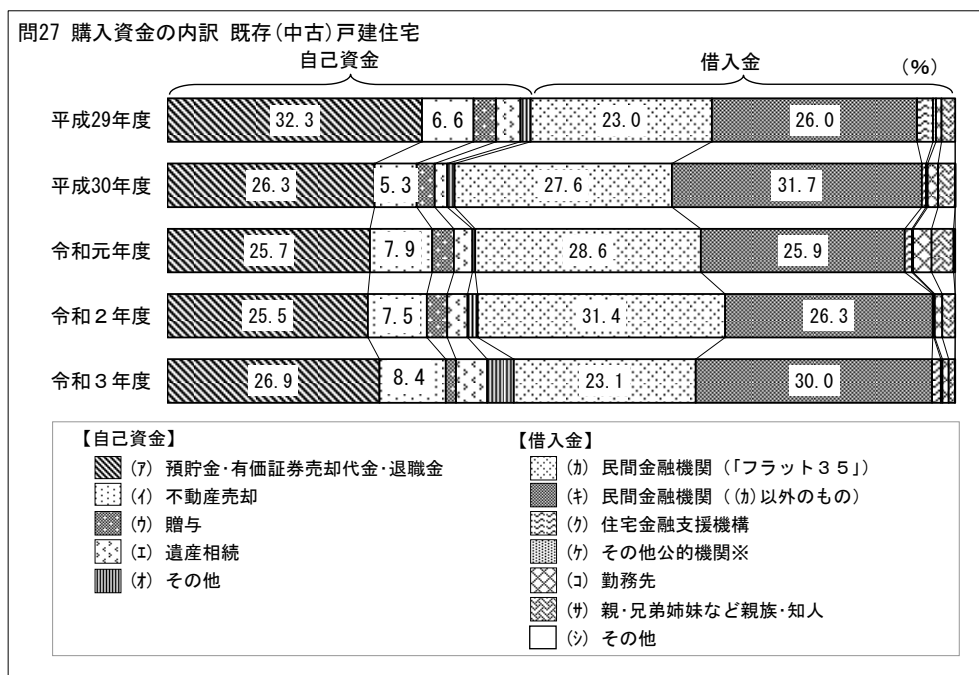 問27 購入資金の内訳 既存(中古)戸建住宅
自己資金 借入金 (%)
平成29年度 32.3 6.6 23.0 26.0
平成30年度 26.3 5.3 27.6 31.7
令和元年度 25.7 7.9 28.6 25.9
令和２年度 25.5 7.5 31.4 26.3
令和３年度 26.9 8.4 23.1 30.0
【自己資金】
(ｱ) 預貯金･有価証券売却代金･退職金
(ｲ) 不動産売却
(ｳ) 贈与
(ｴ) 遺産相続
(ｵ) その他
【借入金】
(ｶ) 民間金融機関（｢フラット３５｣）
(ｷ) 民間金融機関（(ｶ)以外のもの）
(ｸ) 住宅金融支援機構
(ｹ) その他公的機関※
(ｺ) 勤務先
(ｻ) 親･兄弟姉妹など親族･知人
(ｼ) その他